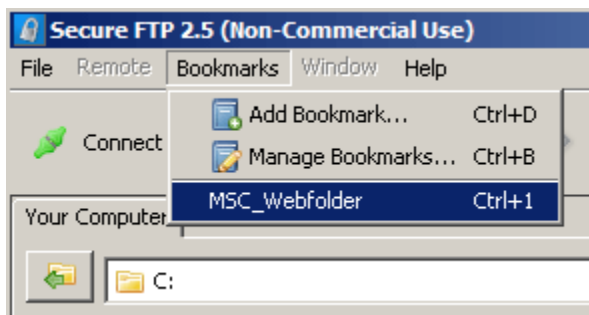 Secure FTP 2.5 (Non-Commercial Use)
File Remote Bookmarks Window Help
Connect
Add Bookmark... Ctrl+D
Manage Bookmarks... Ctrl+B
MSC_Webfolder Ctrl+1
Your Computer
C: